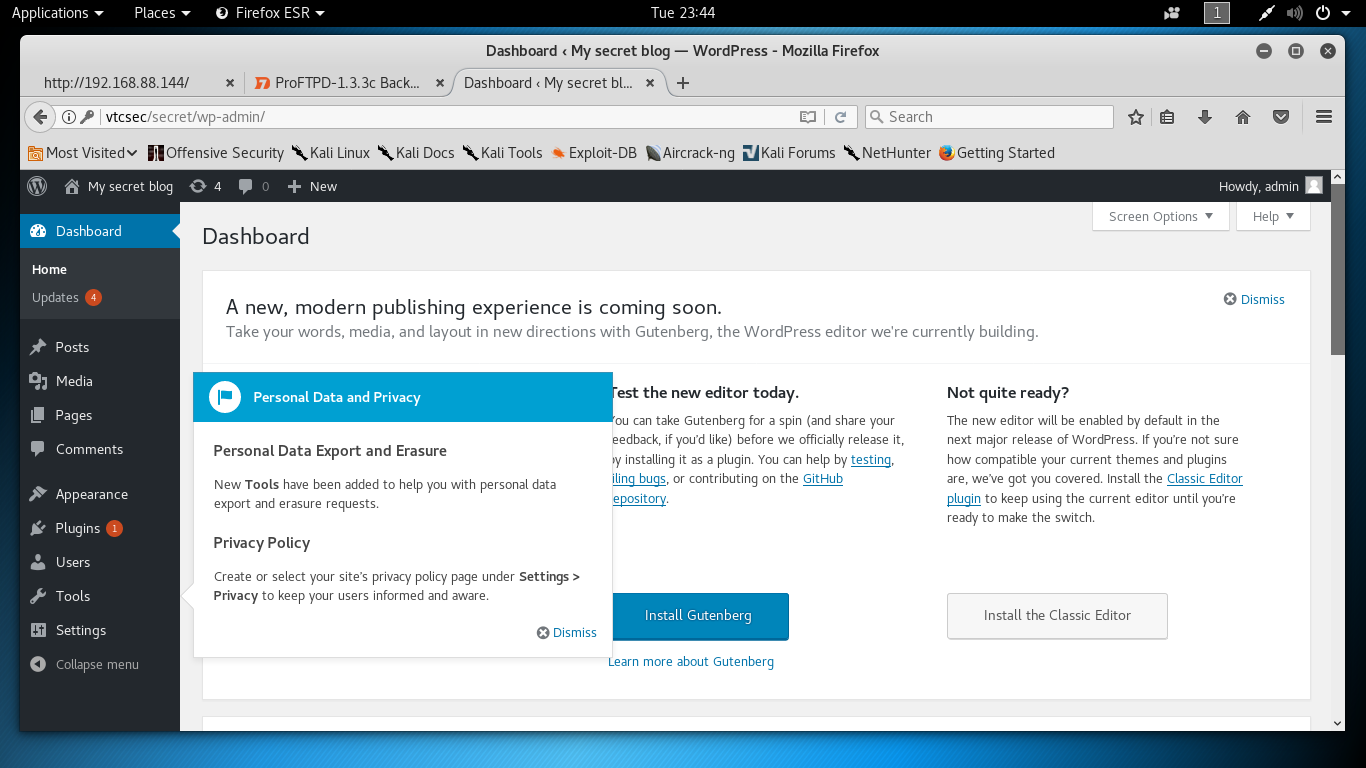 Applications Places Firefox ESR Tue 23:44 1
Dashboard ‹ My secret blog — WordPress - Mozilla Firefox
http://192.168.88.144/ ProFTPD-1.3.3c Back... Dashboard ‹ My secret bl...
vtcsec/secret/wp-admin/ Search
Most Visited Offensive Security Kali Linux Kali Docs Kali Tools Exploit-DB Aircrack-ng Kali Forums NetHunter Getting Started
My secret blog 4 0 New Howdy, admin
Screen Options Help
Dashboard
Home
Updates 4
Posts
Media
Pages
Comments
Appearance
Plugins 1
Users
Tools
Settings
Collapse menu
Dashboard
A new, modern publishing experience is coming soon.
Dismiss
Take your words, media, and layout in new directions with Gutenberg, the WordPress editor we're currently building.
Personal Data and Privacy
Personal Data Export and Erasure
New Tools have been added to help you with personal data
export and erasure requests.
Privacy Policy
Create or select your site's privacy policy page under Settings >
Privacy to keep your users informed and aware.
Dismiss
Test the new editor today.
You can take Gutenberg for a spin (and share your
feedback, if you'd like) before we officially release it,
by installing it as a plugin. You can help by testing,
filing bugs, or contributing on the GitHub
repository.
Install Gutenberg
Learn more about Gutenberg
Not quite ready?
The new editor will be enabled by default in the
next major release of WordPress. If you're not sure
how compatible your current themes and plugins
are, we've got you covered. Install the Classic Editor
plugin to keep using the current editor until you're
ready to make the switch.
Install the Classic Editor